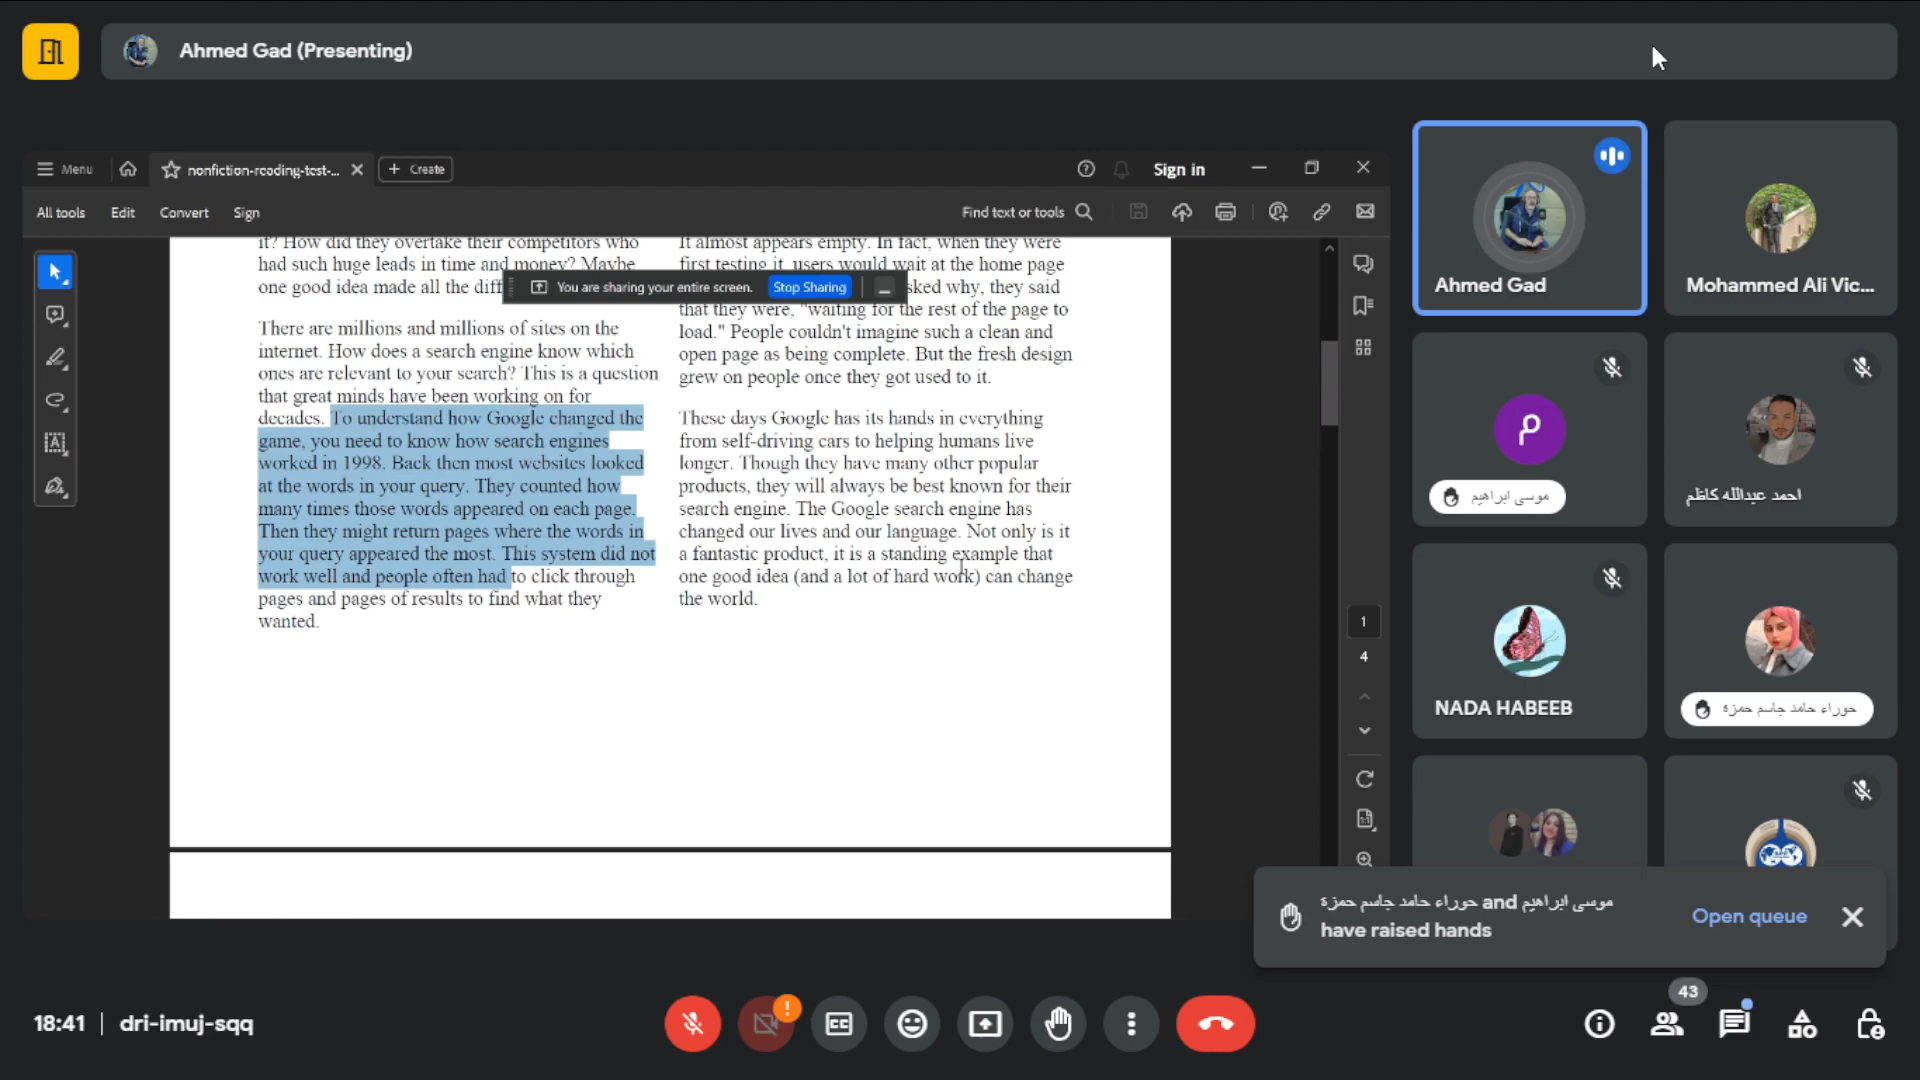 Ahmed Gad (Presenting)
Menu
nonfiction-reading-test-...
Create
Sign in
All tools
Edit
Convert
Sign
Find text or tools
it? How did they overtake their competitors who
had such huge leads in time and money? Maybe
one good idea made all the diff
There are millions and millions of sites on the
internet. How does a search engine know which
ones are relevant to your search? This is a question
that great minds have been working on for
decades. To understand how Google changed the
game, you need to know how search engines
worked in 1998. Back then most websites looked
at the words in your query. They counted how
many times those words appeared on each page.
Then they might return pages where the words in
your query appeared the most. This system did not
work well and people often had to click through
pages and pages of results to find what they
wanted.
It almost appears empty. In fact, when they were
first testing it, users would wait at the home page
sked why, they said
that they were, "waiting for the rest of the page to
load." People couldn't imagine such a clean and
open page as being complete. But the fresh design
grew on people once they got used to it.
These days Google has its hands in everything
from self-driving cars to helping humans live
longer. Though they have many other popular
products, they will always be best known for their
search engine. The Google search engine has
changed our lives and our language. Not only is it
a fantastic product, it is a standing example that
one good idea (and a lot of hard work) can change
the world.
You are sharing your entire screen.
Stop Sharing
1
4
Ahmed Gad
Mohammed Ali Vic...
م
موسى ابراهيم
احمد عبدالله كاظم
NADA HABEEB
حوراء حامد جاسم حمزة
موسى ابراهيم and حوراء حامد جاسم حمزة
have raised hands
Open queue
18:41
dri-imuj-sqq
43